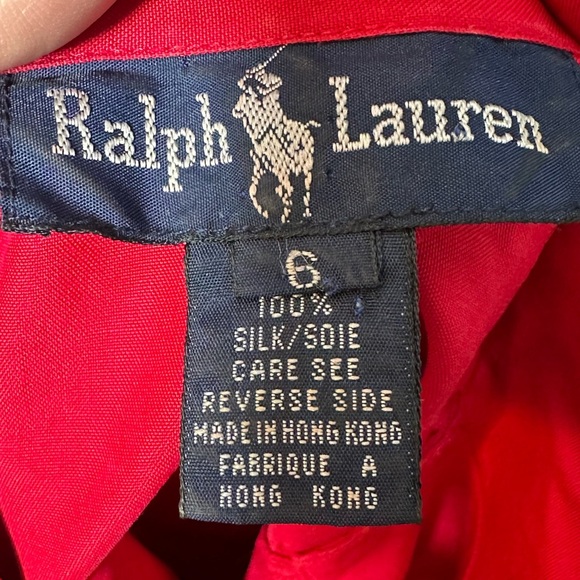 Ralph Lauren
6
100%
SILK/SOIE
CARE SEE
REVERSE SIDE
MADE IN HONG KONG
FABRIQUE A
HONG KONG